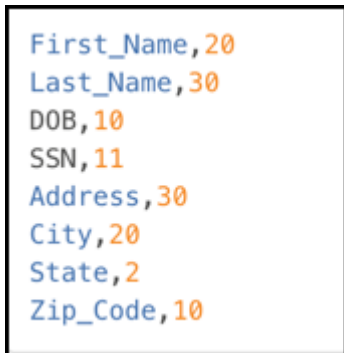 First_Name,20
Last_Name,30
DOB,10
SSN,11
Address,30
City,20
State,2
Zip_Code,10